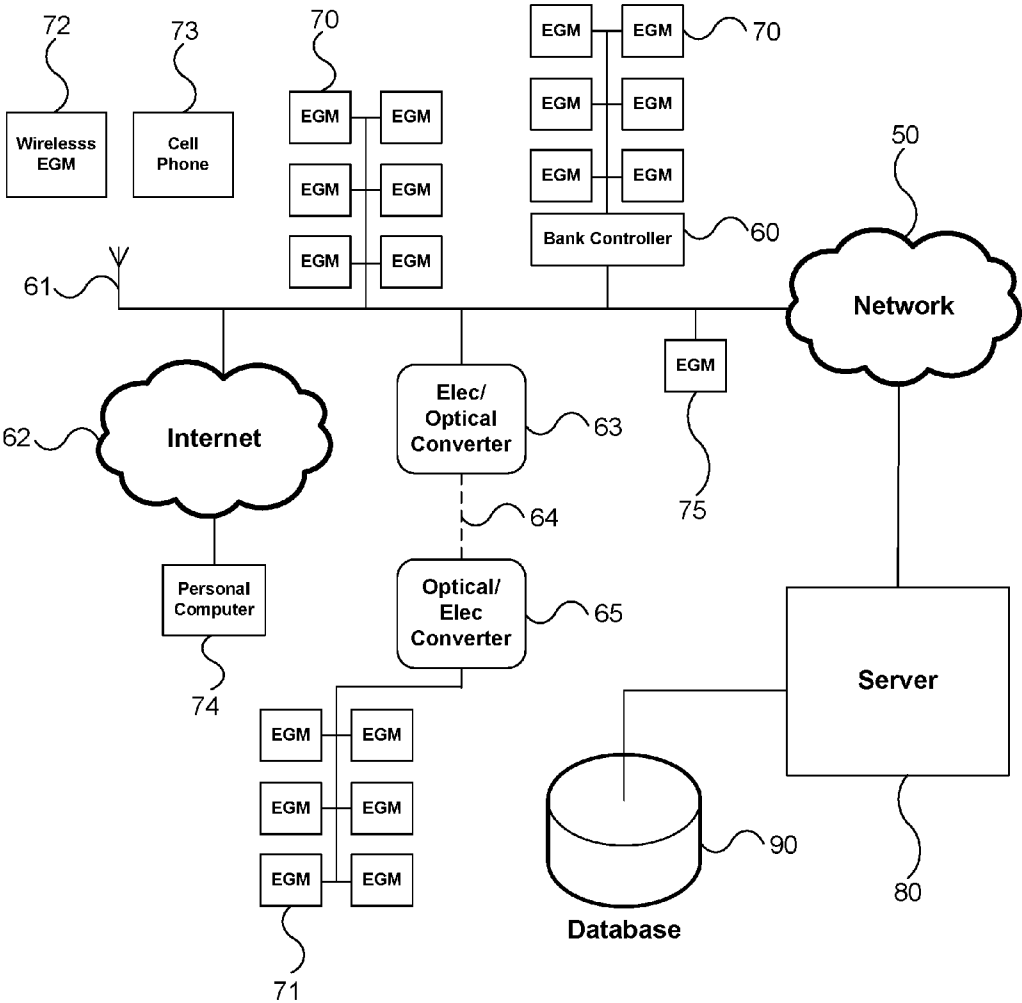 72
73
70
EGM
EGM
70
Wirelesss
EGM
Cell
Phone
EGM
EGM
EGM
EGM
50
EGM
EGM
EGM
EGM
EGM
EGM
Bank Controller
60
EGM
EGM
61
Network
EGM
Elec/
Optical
Converter
63
62
Internet
75
64
Personal
Computer
Optical/
Elec
Converter
65
74
Server
EGM
EGM
EGM
EGM
90
80
EGM
EGM
Database
71